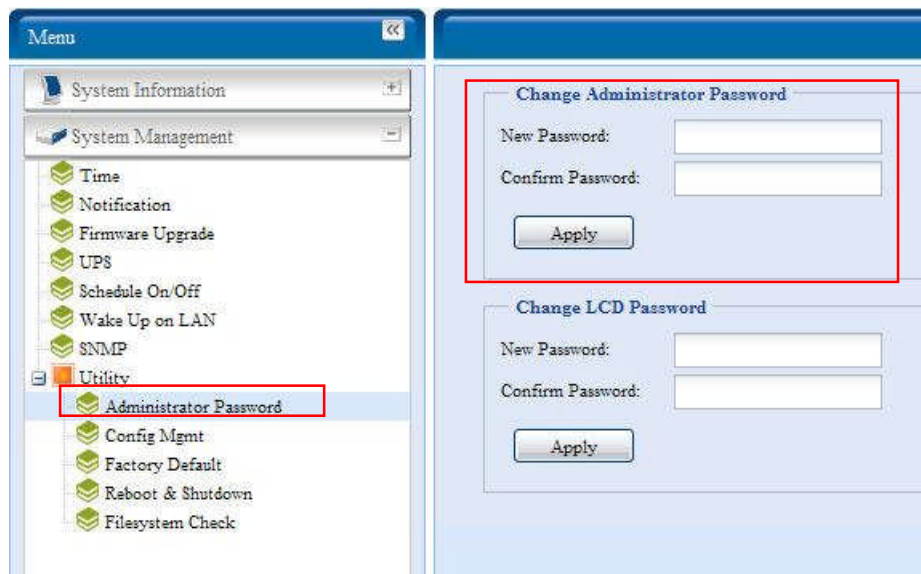 Menu
System Information
System Management
Time
Notification
Firmware Upgrade
UPS
Schedule On/Off
Wake Up on LAN
SNMP
Utility
Administrator Password
Config Mgmt
Factory Default
Reboot & Shutdown
Filesystem Check
Change Administrator Password
New Password:
Confirm Password:
Apply
Change LCD Password
New Password:
Confirm Password:
Apply